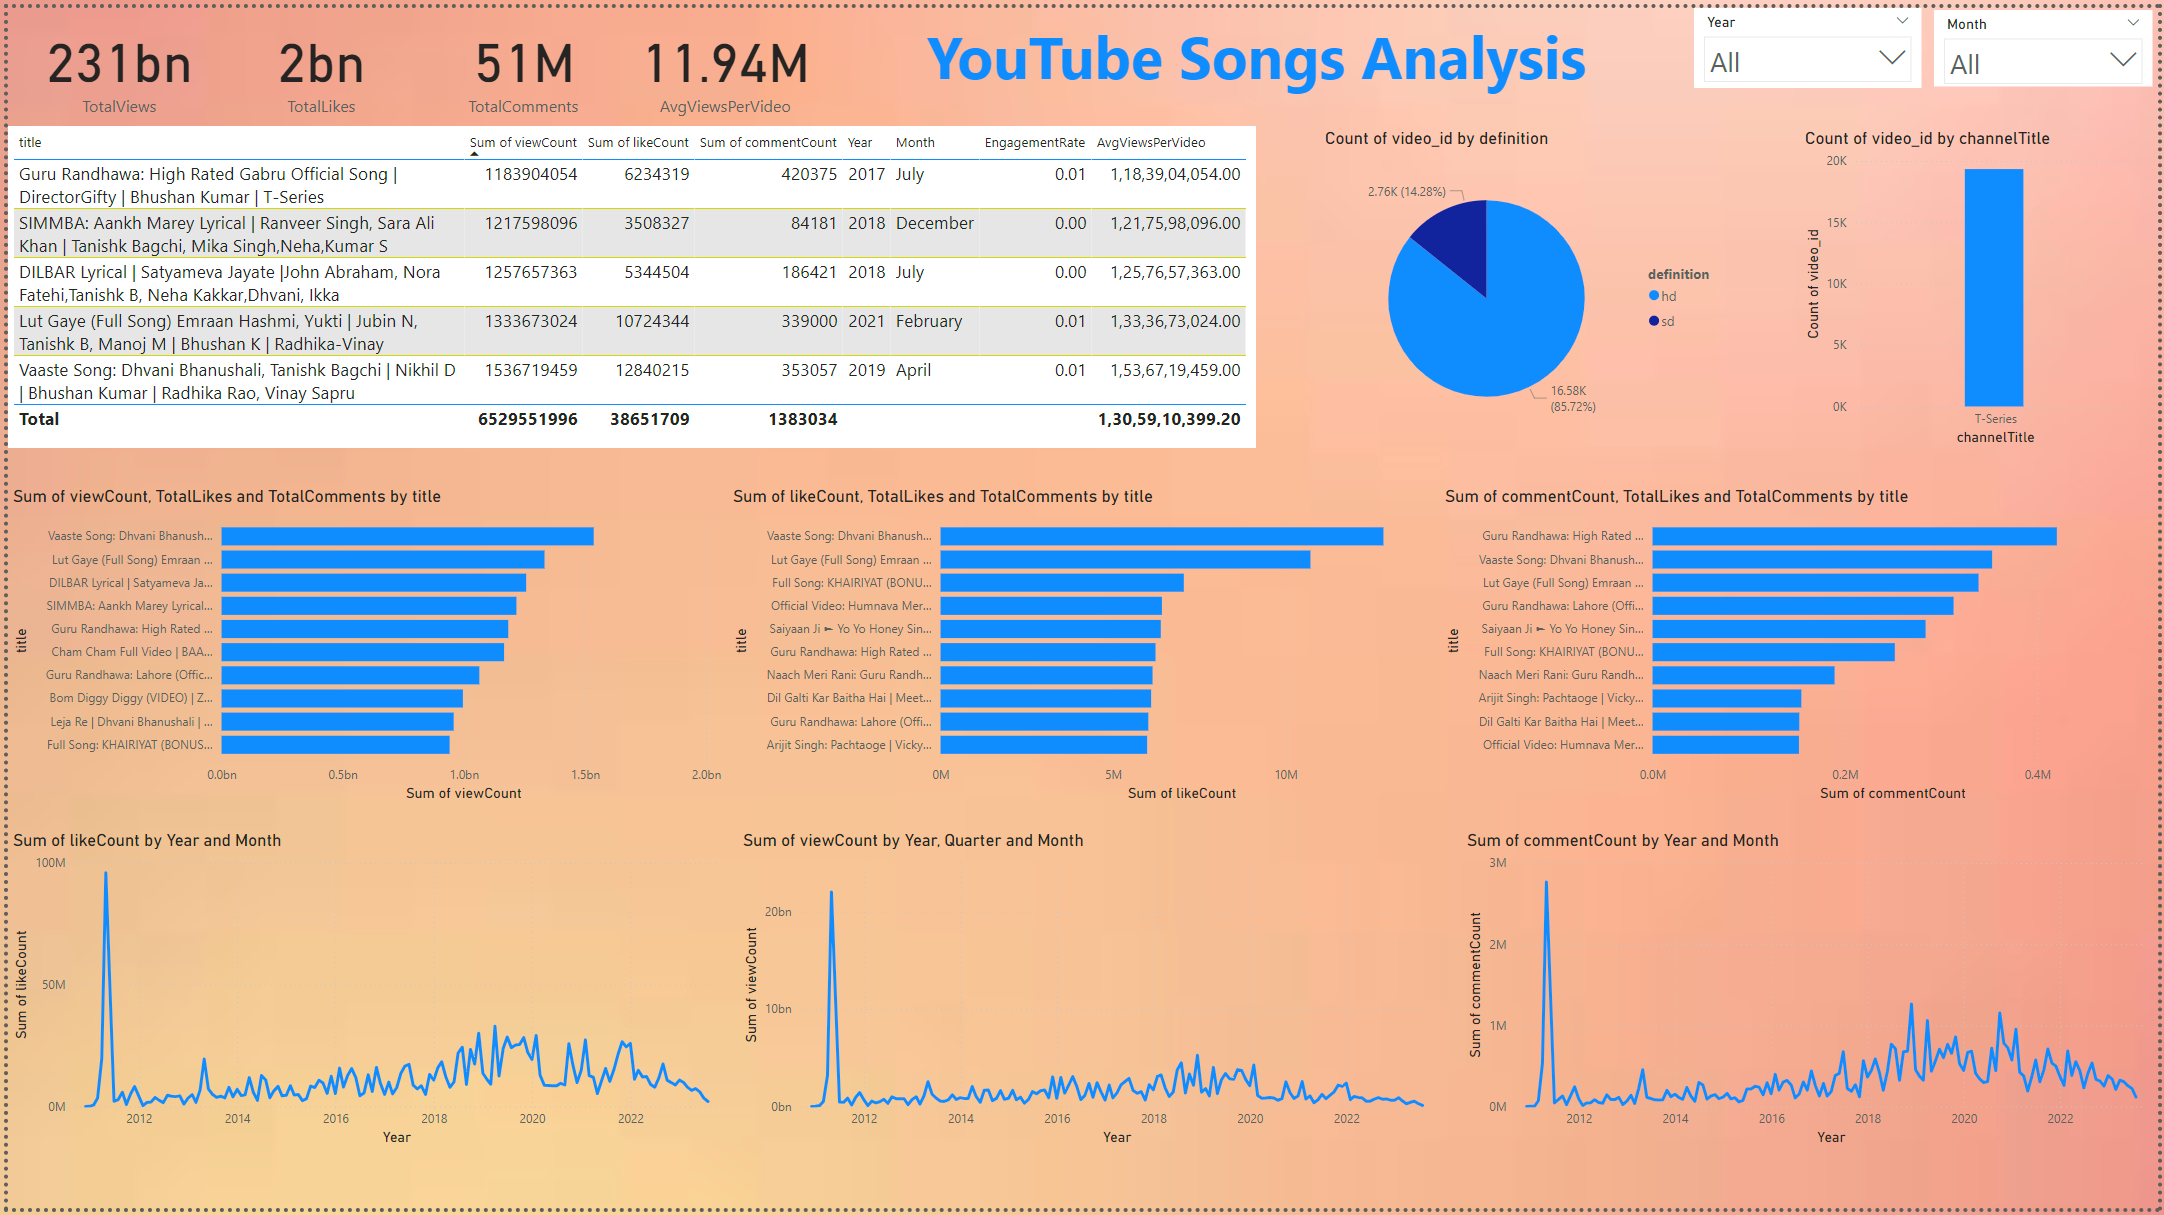 231bn
TotalViews
2bn
TotalLikes
51M
TotalComments
11.94M
AvgViewsPerVideo
YouTube Songs Analysis
Year
All
Month
All
title Sum of viewCount Sum of likeCount Sum of commentCount Year Month EngagementRate AvgViewsPerVideo
Guru Randhawa: High Rated Gabru Official Song | 1183904054 6234319 420375 2017 July 0.01 1,18,39,04,054.00
DirectorGifty | Bhushan Kumar | T-Series
SIMMBA: Aankh Marey Lyrical | Ranveer Singh, Sara Ali 1217598096 3508327 84181 2018 December 0.00 1,21,75,98,096.00
Khan | Tanishk Bagchi, Mika Singh,Neha,Kumar S
DILBAR Lyrical | Satyameva Jayate |John Abraham, Nora 1257657363 5344504 186421 2018 July 0.00 1,25,76,57,363.00
Fatehi,Tanishk B, Neha Kakkar,Dhvani, Ikka
Lut Gaye (Full Song) Emraan Hashmi, Yukti | Jubin N, 1333673024 10724344 339000 2021 February 0.01 1,33,36,73,024.00
Tanishk B, Manoj M | Bhushan K | Radhika-Vinay
Vaaste Song: Dhvani Bhanushali, Tanishk Bagchi | Nikhil D 1536719459 12840215 353057 2019 April 0.01 1,53,67,19,459.00
| Bhushan Kumar | Radhika Rao, Vinay Sapru
Total 6529551996 38651709 1383034 1,30,59,10,399.20
Count of video_id by definition
2.76K (14.28%)
16.58K
(85.72%)
definition
hd
sd
Count of video_id by channelTitle
Count of video_id
20K
15K
10K
5K
0K
T-Series
channelTitle
Sum of viewCount, TotalLikes and TotalComments by title
title
Vaaste Song: Dhvani Bhanush...
Lut Gaye (Full Song) Emraan ...
DILBAR Lyrical | Satyameva Ja...
SIMMBA: Aankh Marey Lyrical...
Guru Randhawa: High Rated ...
Cham Cham Full Video | BAA...
Guru Randhawa: Lahore (Offic...
Bom Diggy Diggy (VIDEO) | Z...
Leja Re | Dhvani Bhanushali | ...
Full Song: KHAIRIYAT (BONUS...
0.0bn 0.5bn 1.0bn 1.5bn 2.0bn
Sum of viewCount
Sum of likeCount, TotalLikes and TotalComments by title
title
Vaaste Song: Dhvani Bhanush...
Lut Gaye (Full Song) Emraan ...
Full Song: KHAIRIYAT (BONU...
Official Video: Humnava Mer...
Saiyaan Ji ► Yo Yo Honey Sin...
Guru Randhawa: High Rated ...
Naach Meri Rani: Guru Randh...
Dil Galti Kar Baitha Hai | Meet...
Guru Randhawa: Lahore (Offi...
Arijit Singh: Pachtaoge | Vicky...
0M 5M 10M
Sum of likeCount
Sum of commentCount, TotalLikes and TotalComments by title
title
Guru Randhawa: High Rated ...
Vaaste Song: Dhvani Bhanush...
Lut Gaye (Full Song) Emraan ...
Guru Randhawa: Lahore (Offi...
Saiyaan Ji ► Yo Yo Honey Sin...
Full Song: KHAIRIYAT (BONU...
Naach Meri Rani: Guru Randh...
Arijit Singh: Pachtaoge | Vicky...
Dil Galti Kar Baitha Hai | Meet...
Official Video: Humnava Mer...
0.0M 0.2M 0.4M
Sum of commentCount
Sum of likeCount by Year and Month
Sum of likeCount
100M
50M
0M
2012 2014 2016 2018 2020 2022
Year
Sum of viewCount by Year, Quarter and Month
Sum of viewCount
20bn
10bn
0bn
2012 2014 2016 2018 2020 2022
Year
Sum of commentCount by Year and Month
Sum of commentCount
3M
2M
1M
0M
2012 2014 2016 2018 2020 2022
Year